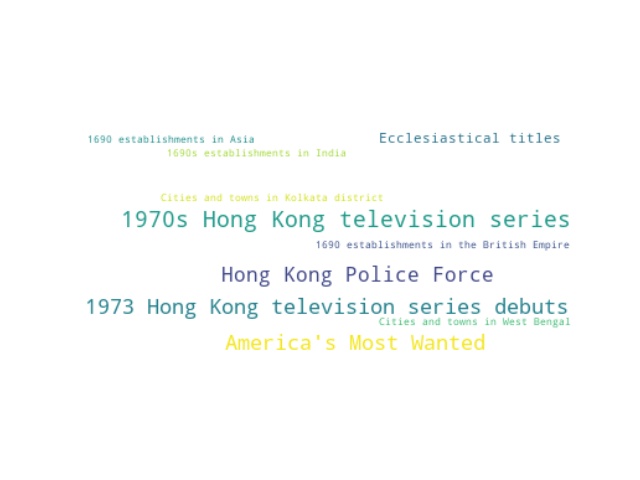 1690 establishments in Asia
Ecclesiastical titles
1690s establishments in India
Cities and towns in Kolkata district
1970s Hong Kong television series
1690 establishments in the British Empire
Hong Kong Police Force
1973 Hong Kong television series debuts
Cities and towns in West Bengal
America's Most Wanted